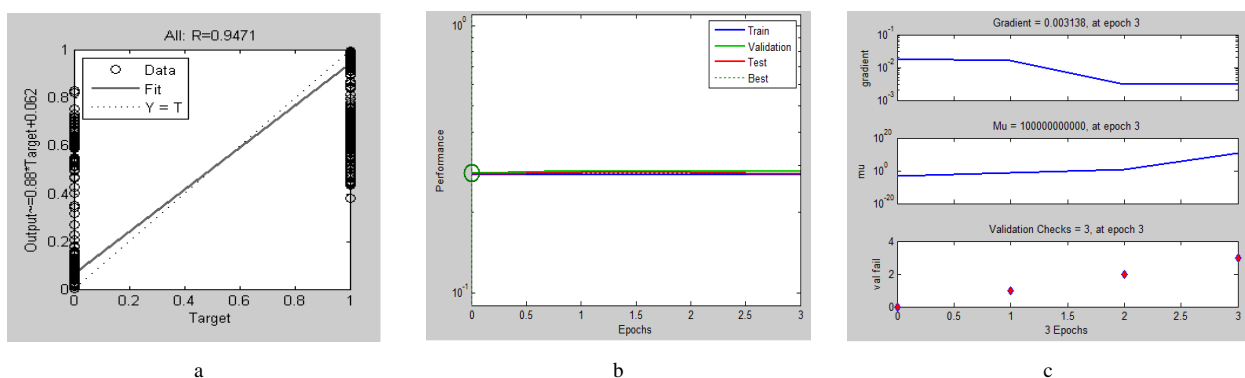 All: R=0.9471
Output~=0.88*Target+0.062
1
0.8
0.6
0.4
0.2
0
Data
Fit
Y = T
0 0.2 0.4 0.6 0.8 1
Target
a
Performance
10^0
10^-1
Train
Validation
Test
Best
0 0.5 1 1.5 2 2.5 3
Epochs
b
Gradient = 0.003138, at epoch 3
gradient
10^-1
10^-2
10^-3
Mu = 100000000000, at epoch 3
mu
10^20
10^0
10^-20
Validation Checks = 3, at epoch 3
val fail
4
2
0
0 0.5 1 1.5 2 2.5 3
3 Epochs
c